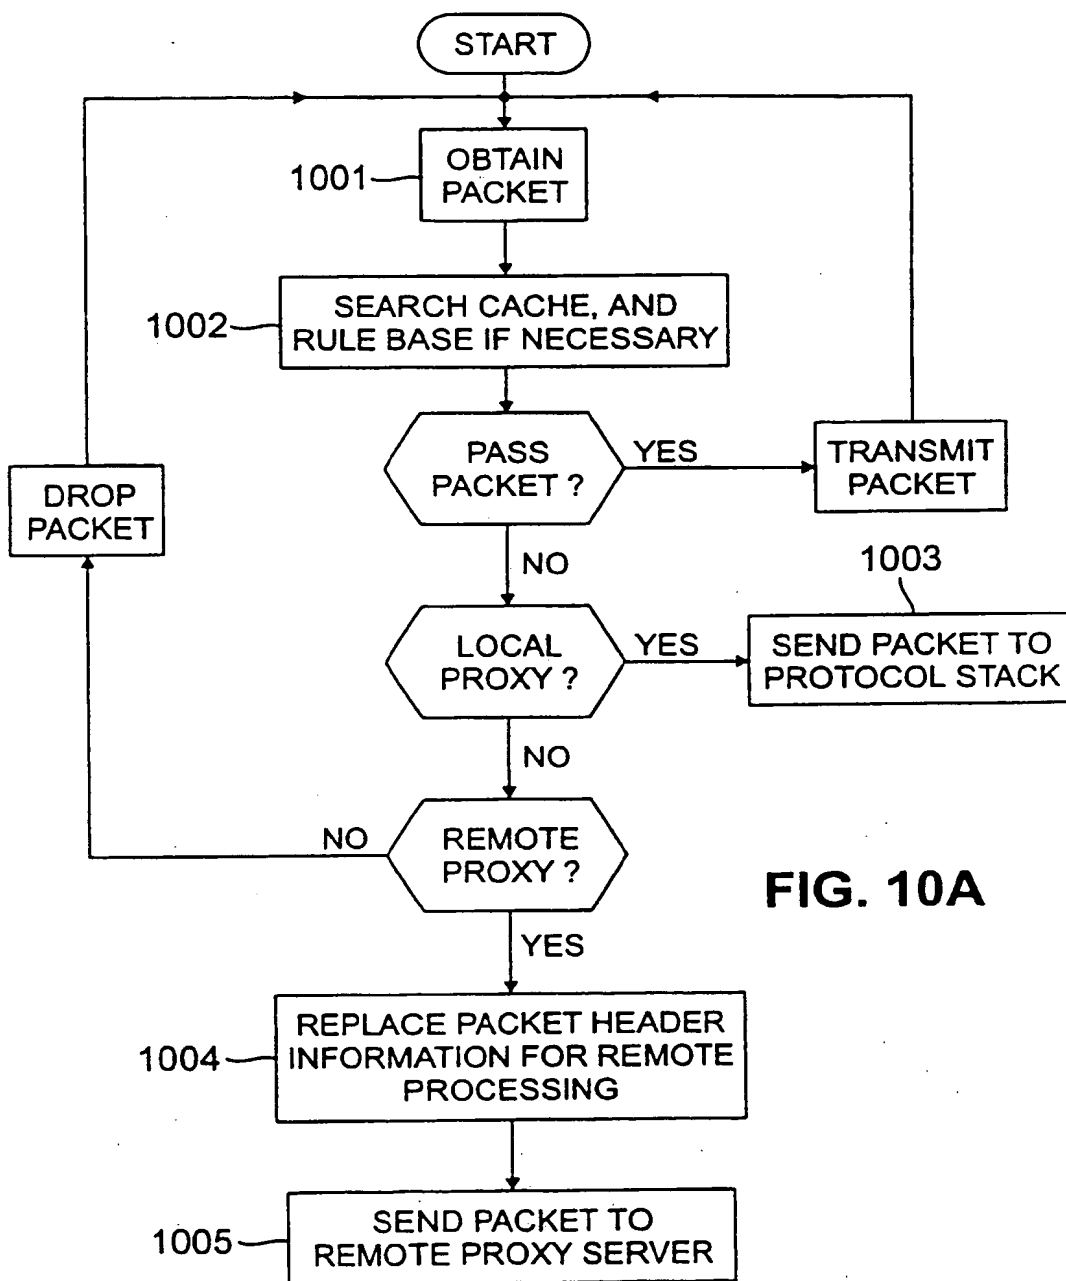 START
1001
OBTAIN
PACKET
1002
SEARCH CACHE, AND
RULE BASE IF NECESSARY
PASS
PACKET ?
YES
TRANSMIT
PACKET
DROP
PACKET
NO
1003
LOCAL
PROXY ?
YES
SEND PACKET TO
PROTOCOL STACK
NO
REMOTE
PROXY ?
NO
FIG. 10A
YES
1004
REPLACE PACKET HEADER
INFORMATION FOR REMOTE
PROCESSING
1005
SEND PACKET TO
REMOTE PROXY SERVER